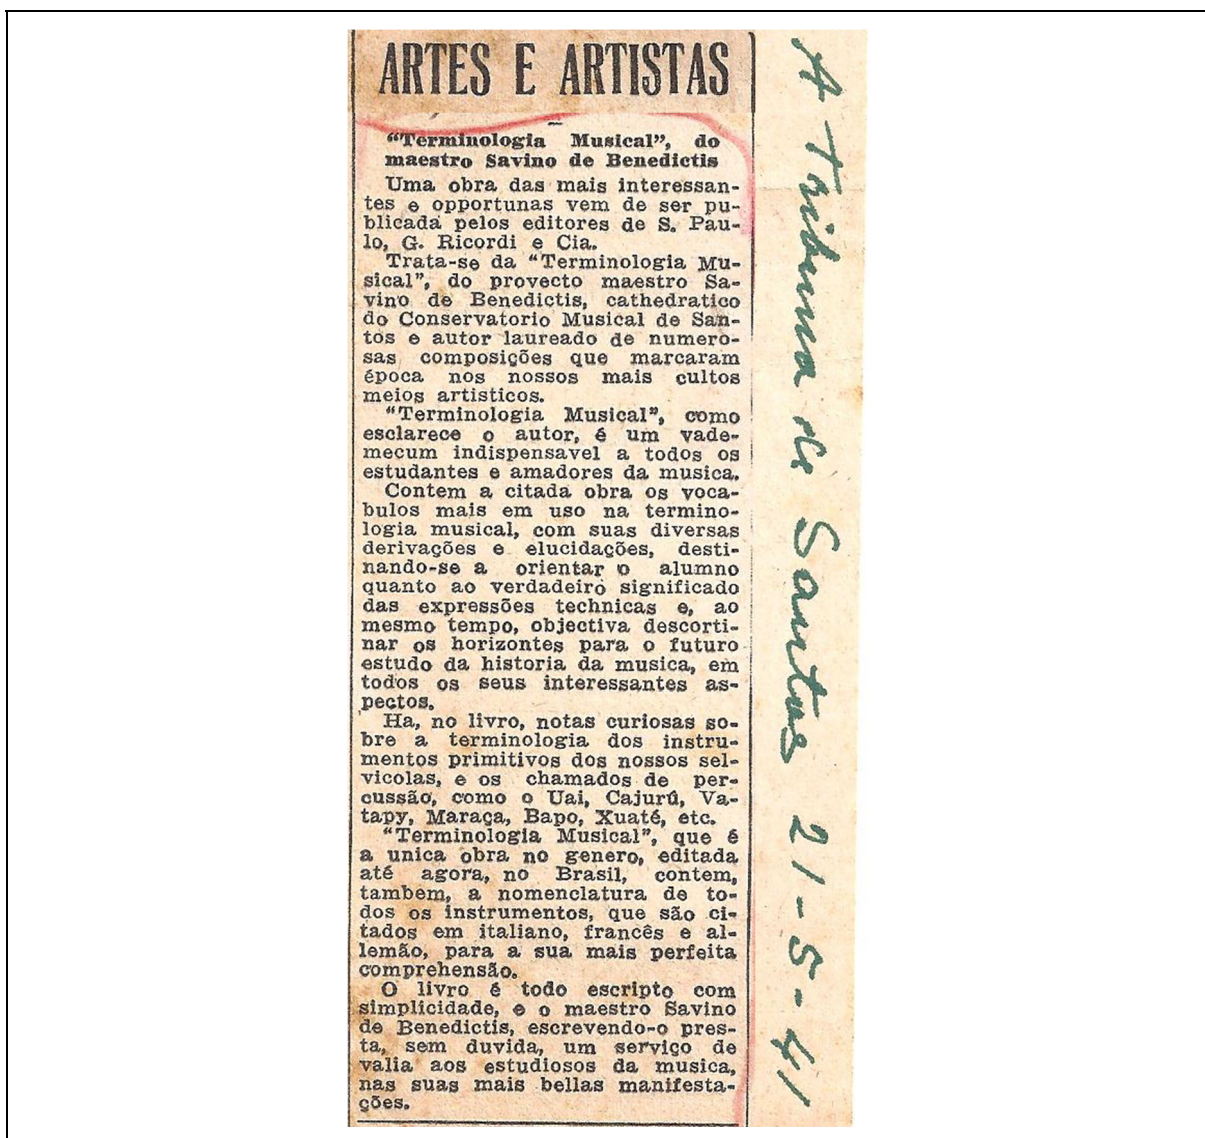 ARTES E ARTISTAS
"Terminologia Musical", do
maestro Savino de Benedictis
Uma obra das mais interessan-
tes e opportunas vem de ser pu-
blicada pelos editores de S. Pau-
lo, G. Ricordi e Cia.
Trata-se da "Terminologia Mu-
sical", do provecto maestro Sa-
vino de Benedictis, cathedratico
do Conservatorio Musical de San-
tos e autor laureado de numero-
sas composições que marcaram
época nos nossos mais cultos
meios artisticos.
"Terminologia Musical", como
esclarece o autor, é um vade-
mecum indispensavel a todos os
estudantes e amadores da musica.
Contem a citada obra os voca-
bulos mais em uso na termino-
logia musical, com suas diversas
derivações e elucidações, desti-
nando-se a orientar o alumno
quanto ao verdadeiro significado
das expressões technicas e, ao
mesmo tempo, objectiva descorti-
nar os horizontes para o futuro
estudo da historia da musica, em
todos os seus interessantes as-
pectos.
Ha, no livro, notas curiosas so-
bre a terminologia dos instru-
mentos primitivos dos nossos sel-
vicolas, e os chamados de per-
cussão, como o Uai, Cajurú, Va-
tapy, Maraça, Bapo, Xuaté, etc.
"Terminologia Musical", que é
a unica obra no genero, editada
até agora, no Brasil, contem,
tambem, a nomenclatura de to-
dos os instrumentos, que são ci-
tados em italiano, francês e al-
lemão, para a sua mais perfeita
comprehensão.
O livro é todo escripto com
simplicidade, e o maestro Savino
de Benedictis, escrevendo-o pres-
ta, sem duvida, um serviço de
valia aos estudiosos da musica,
nas suas mais bellas manifesta-
ções.
A Tribuna de Santos 21-5-41